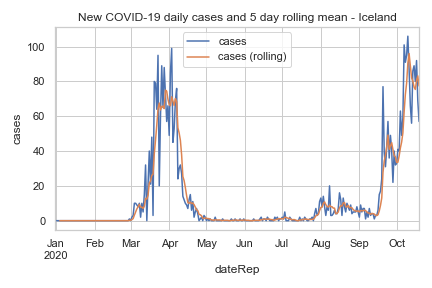 New COVID-19 daily cases and 5 day rolling mean - Iceland
cases
cases (rolling)
100
80
60
40
20
0
cases
Jan Feb Mar Apr May Jun Jul Aug Sep Oct
2020
dateRep